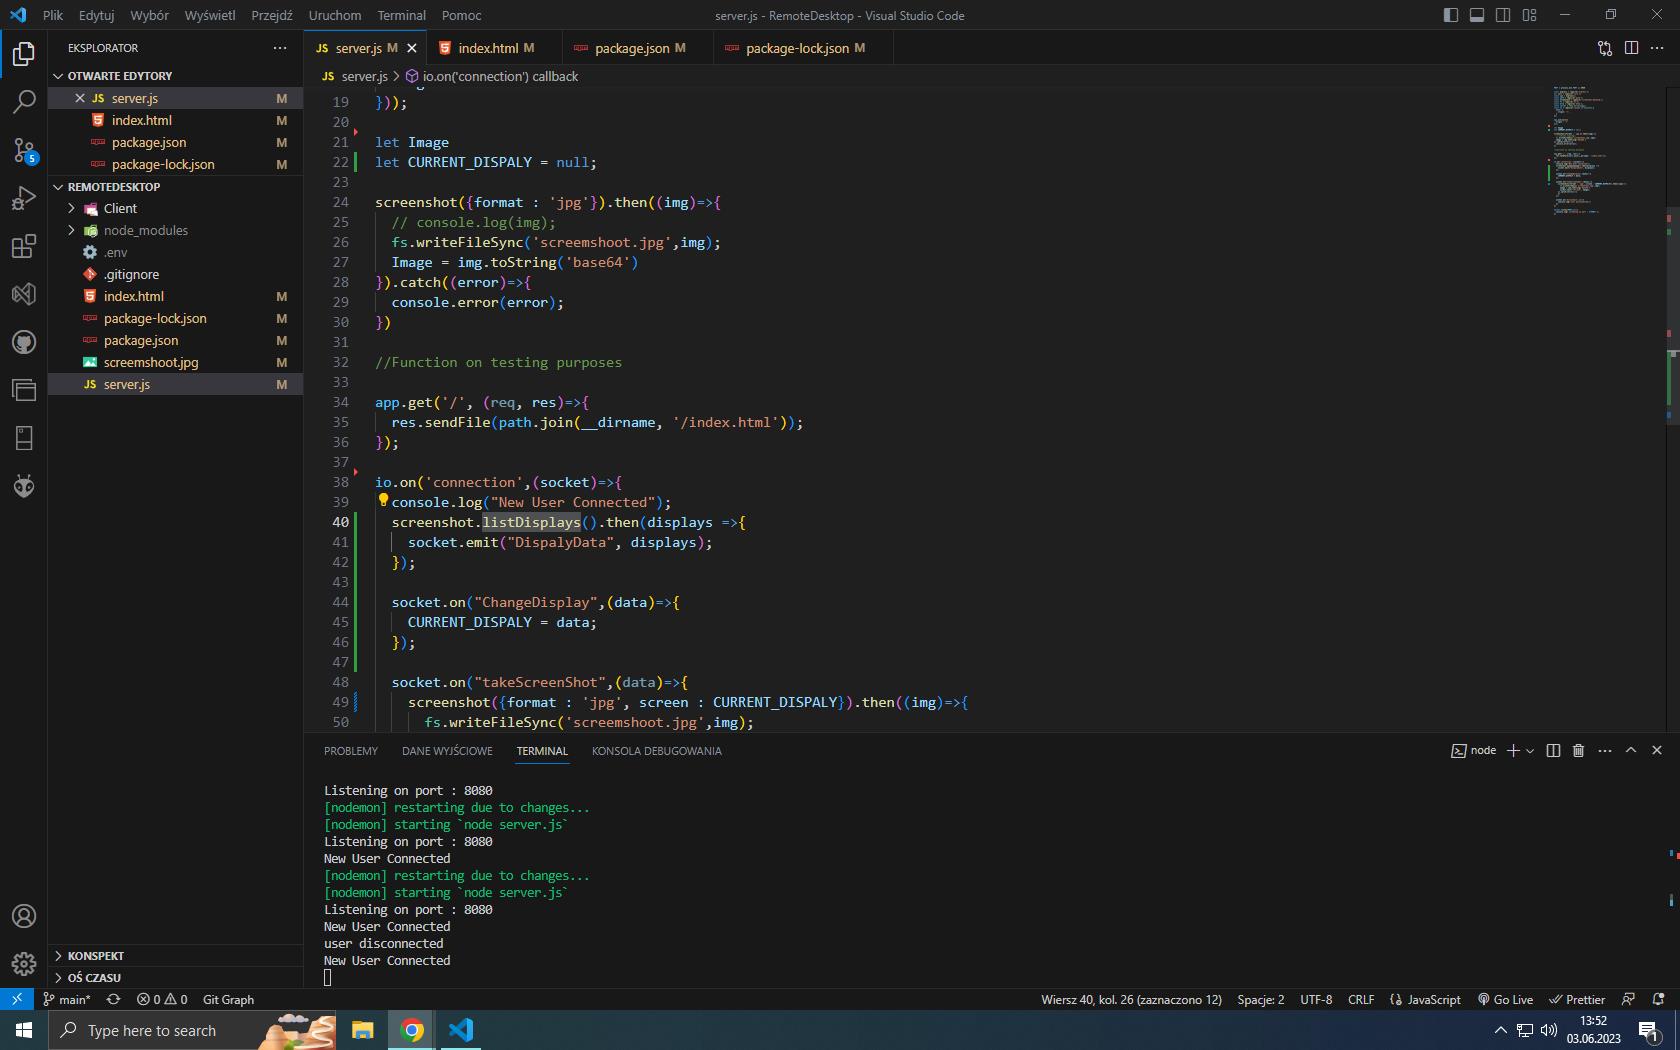 Plik Edytuj Wybór Wyświetl Przejdź Uruchom Terminal Pomoc
server.js - RemoteDesktop - Visual Studio Code
EKSPLORATOR
OTWARTE EDYTORY
JS server.js M
index.html M
package.json M
package-lock.json M
REMOTEDESKTOP
Client
node_modules
.env
.gitignore
index.html M
package-lock.json M
package.json M
screemshoot.jpg M
JS server.js M
KONSPEKT
OŚ CZASU
5
JS server.js M
index.html M
package.json M
package-lock.json M
JS server.js > io.on('connection') callback
19 }));
20
21 let Image
22 let CURRENT_DISPALY = null;
23
24 screenshot({format : 'jpg'}).then((img)=>{
25 // console.log(img);
26 fs.writeFileSync('screemshoot.jpg',img);
27 Image = img.toString('base64')
28 }).catch((error)=>{
29 console.error(error);
30 })
31
32 //Function on testing purposes
33
34 app.get('/', (req, res)=>{
35 res.sendFile(path.join(__dirname, '/index.html'));
36 });
37
38 io.on('connection',(socket)=>{
39 console.log("New User Connected");
40 screenshot.listDisplays().then(displays =>{
41 socket.emit("DispalyData", displays);
42 });
43
44 socket.on("ChangeDisplay",(data)=>{
45 CURRENT_DISPALY = data;
46 });
47
48 socket.on("takeScreenShot",(data)=>{
49 screenshot({format : 'jpg', screen : CURRENT_DISPALY}).then((img)=>{
50 fs.writeFileSync('screemshoot.jpg',img);
PROBLEMY DANE WYJŚCIOWE TERMINAL KONSOLA DEBUGOWANIA
node
Listening on port : 8080
[nodemon] restarting due to changes...
[nodemon] starting `node server.js`
Listening on port : 8080
New User Connected
[nodemon] restarting due to changes...
[nodemon] starting `node server.js`
Listening on port : 8080
New User Connected
user disconnected
New User Connected
main* 0 0 Git Graph
Wiersz 40, kol. 26 (zaznaczono 12) Spacje: 2 UTF-8 CRLF {} JavaScript Go Live Prettier
Type here to search
13:52
03.06.2023
1